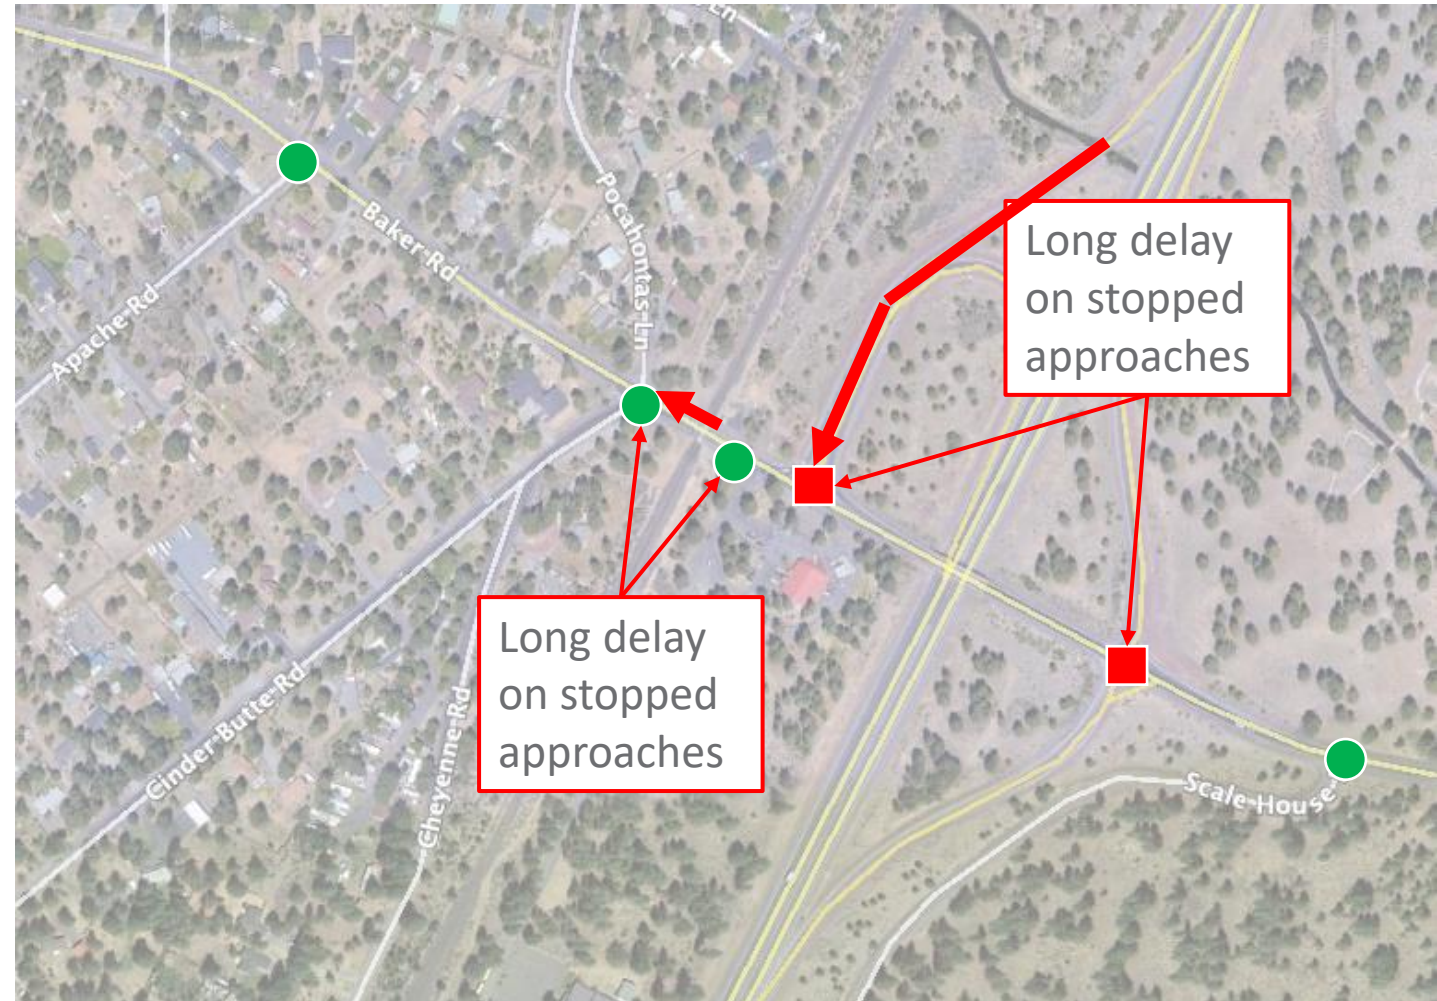 Ln
Pocahontas-Ln
Baker-Rd
Apache-Rd
Long delay
on stopped
approaches
Long delay
on stopped
approaches
Cinder-Butte-Rd
Cheyenne-Rd
Scale-House